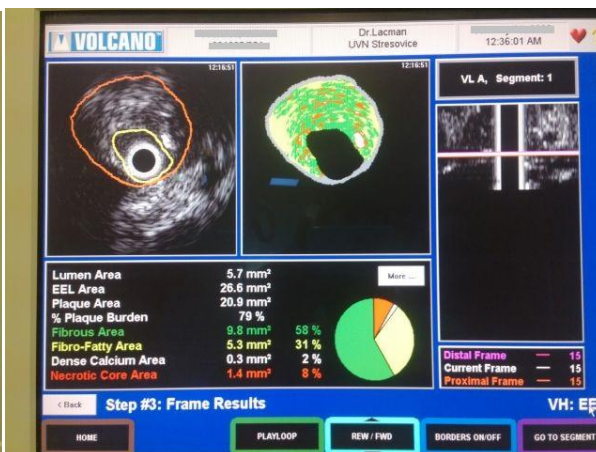 VOLCANO™
Dr.Lacman
UVN Stresovice
12:36:01 AM
12:16:51
12:16:51
VL A, Segment: 1
Lumen Area 5.7 mm²
EEL Area 26.6 mm²
Plaque Area 20.9 mm²
% Plaque Burden 79 %
Fibrous Area 9.8 mm² 58 %
Fibro-Fatty Area 5.3 mm² 31 %
Dense Calcium Area 0.3 mm² 2 %
Necrotic Core Area 1.4 mm² 8 %
More ...
Distal Frame — 15
Current Frame — 15
Proximal Frame — 15
< Back
Step #3: Frame Results
VH: EE
HOME
PLAYLOOP
REW / FWD
BORDERS ON/OFF
GO TO SEGMENT